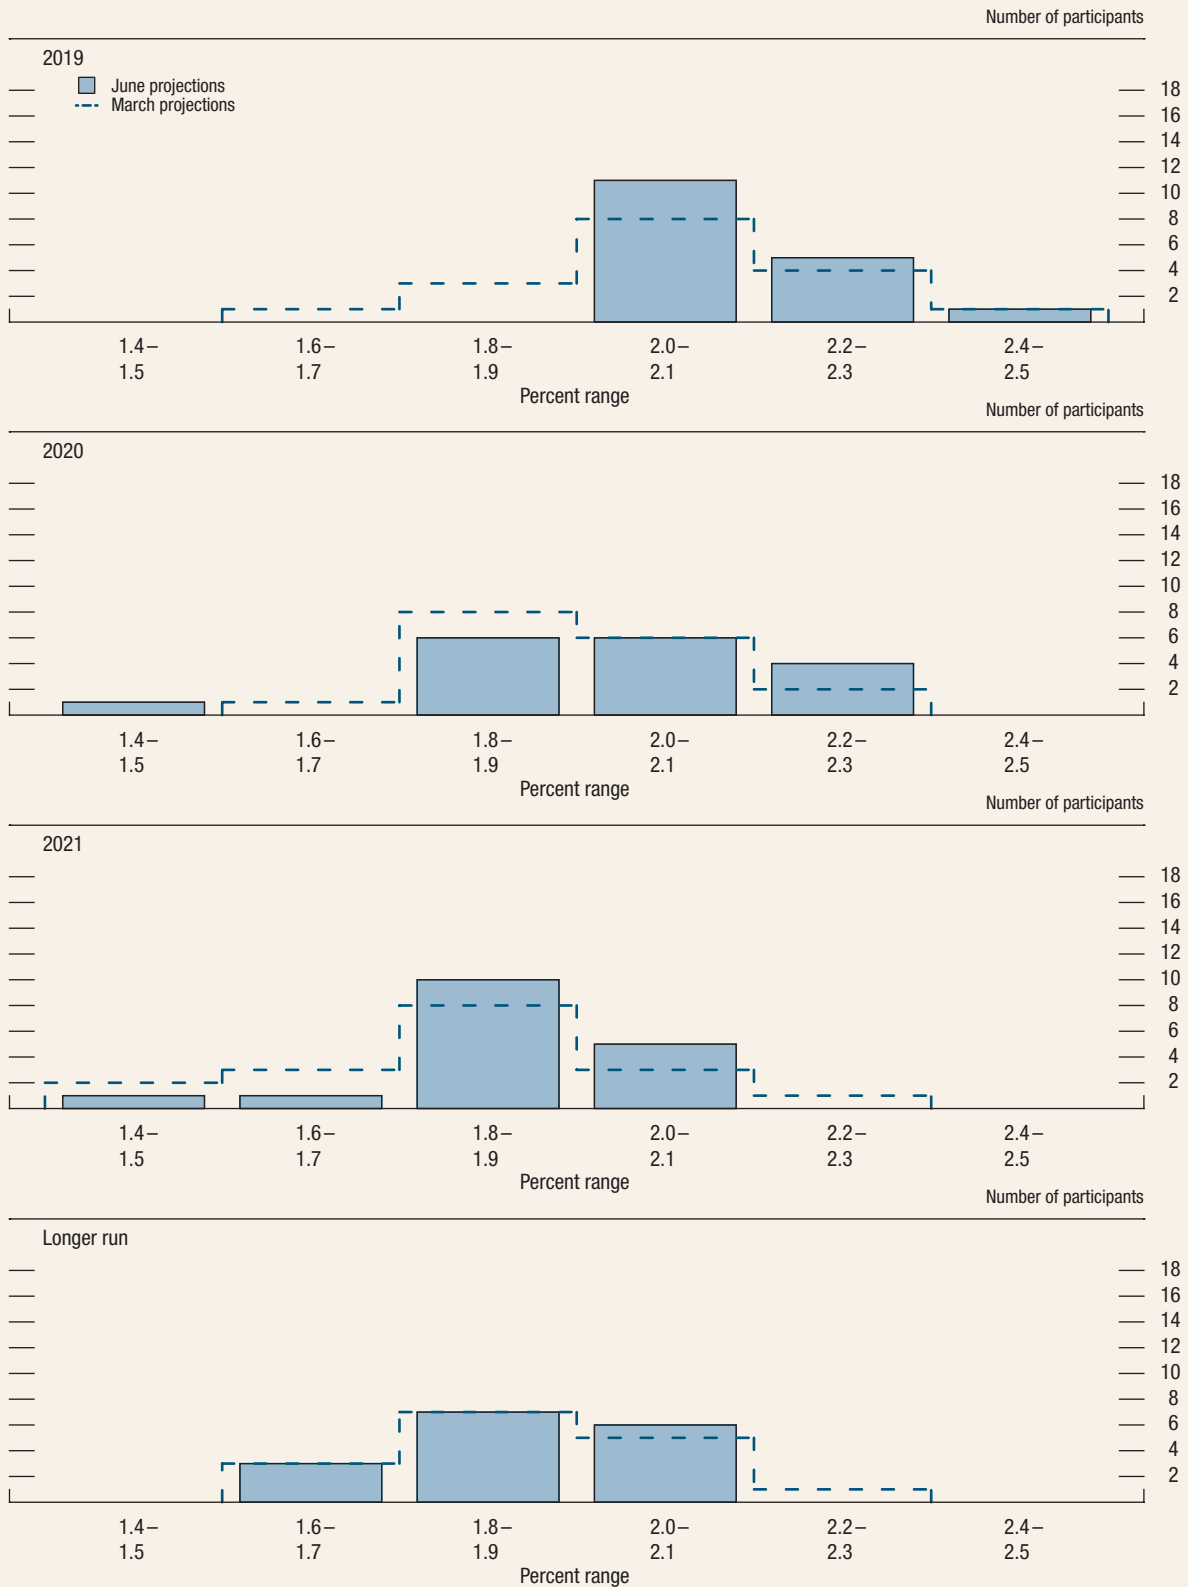 Number of participants
2019
June projections
March projections
18
16
14
12
10
8
6
4
2
1.4– 1.6– 1.8– 2.0– 2.2– 2.4–
1.5 1.7 1.9 2.1 2.3 2.5
Percent range
Number of participants
2020
18
16
14
12
10
8
6
4
2
1.4– 1.6– 1.8– 2.0– 2.2– 2.4–
1.5 1.7 1.9 2.1 2.3 2.5
Percent range
Number of participants
2021
18
16
14
12
10
8
6
4
2
1.4– 1.6– 1.8– 2.0– 2.2– 2.4–
1.5 1.7 1.9 2.1 2.3 2.5
Percent range
Number of participants
Longer run
18
16
14
12
10
8
6
4
2
1.4– 1.6– 1.8– 2.0– 2.2– 2.4–
1.5 1.7 1.9 2.1 2.3 2.5
Percent range